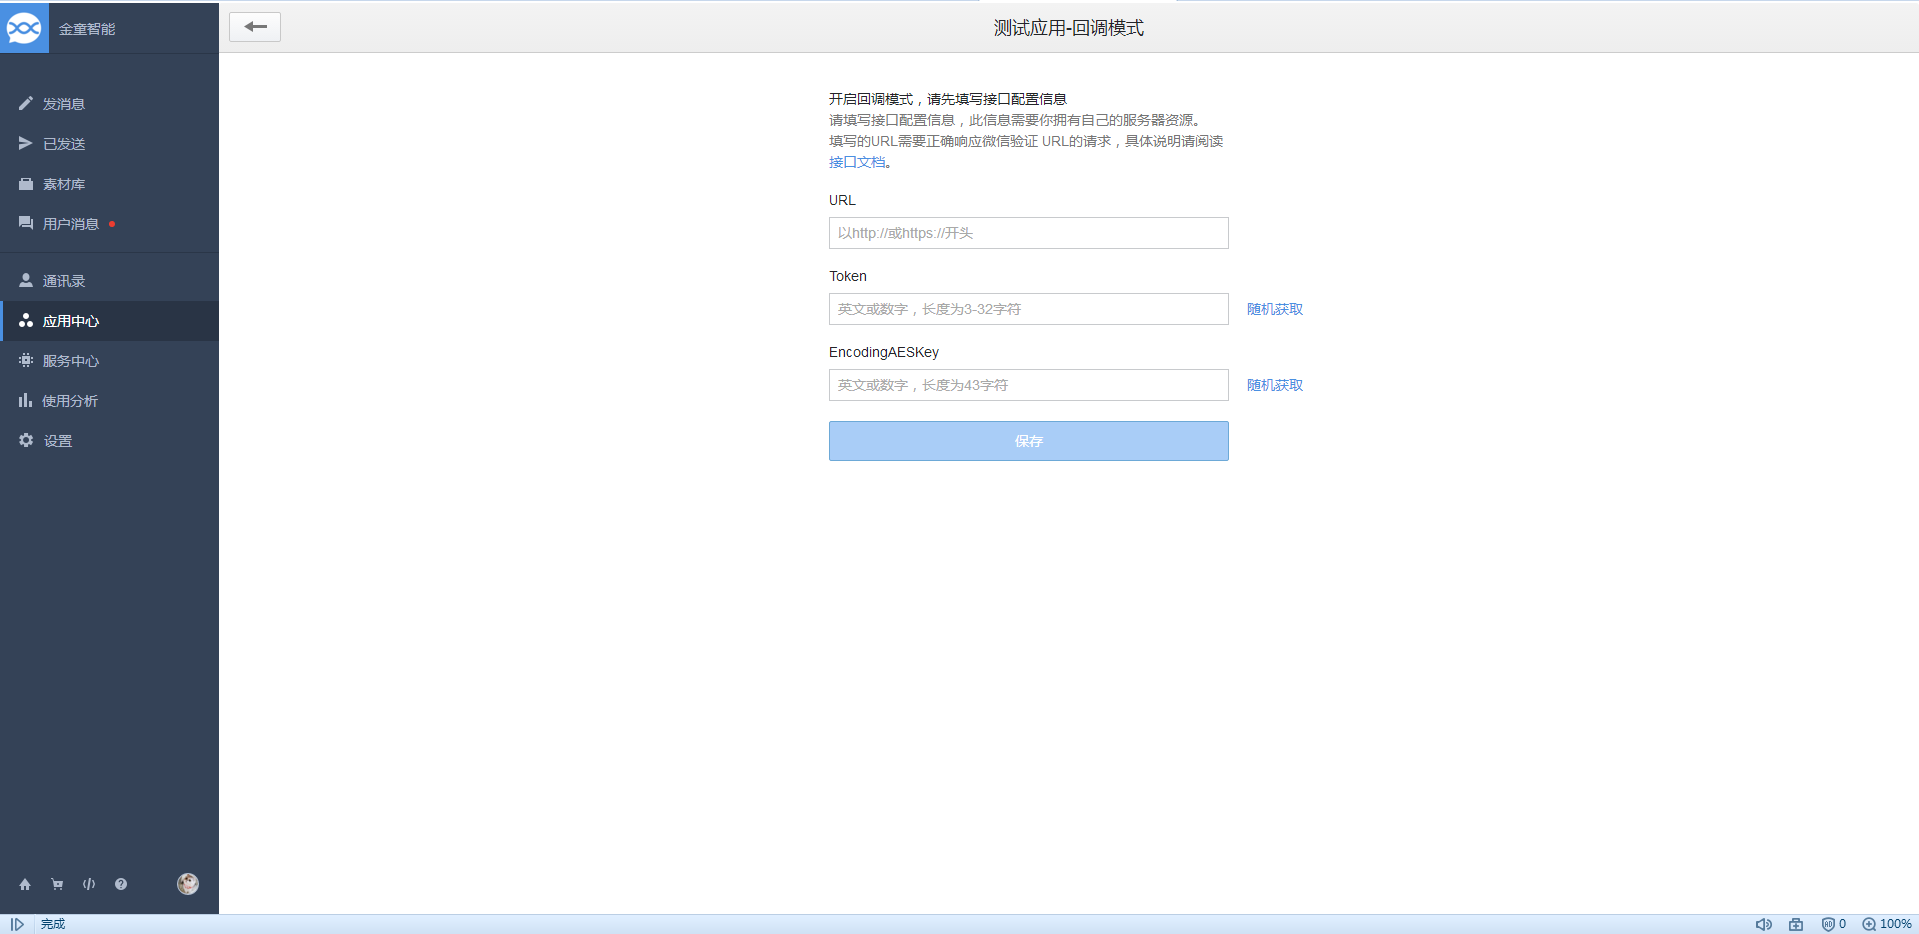 金童智能
测试应用-回调模式
发消息
已发送
素材库
用户消息
通讯录
应用中心
服务中心
使用分析
设置
开启回调模式，请先填写接口配置信息
请填写接口配置信息，此信息需要你拥有自己的服务器资源。
填写的URL需要正确响应微信验证 URL的请求，具体说明请阅读
接口文档。
URL
以http://或https://开头
Token
英文或数字，长度为3-32字符
随机获取
EncodingAESKey
英文或数字，长度为43字符
随机获取
保存
完成
0
100%